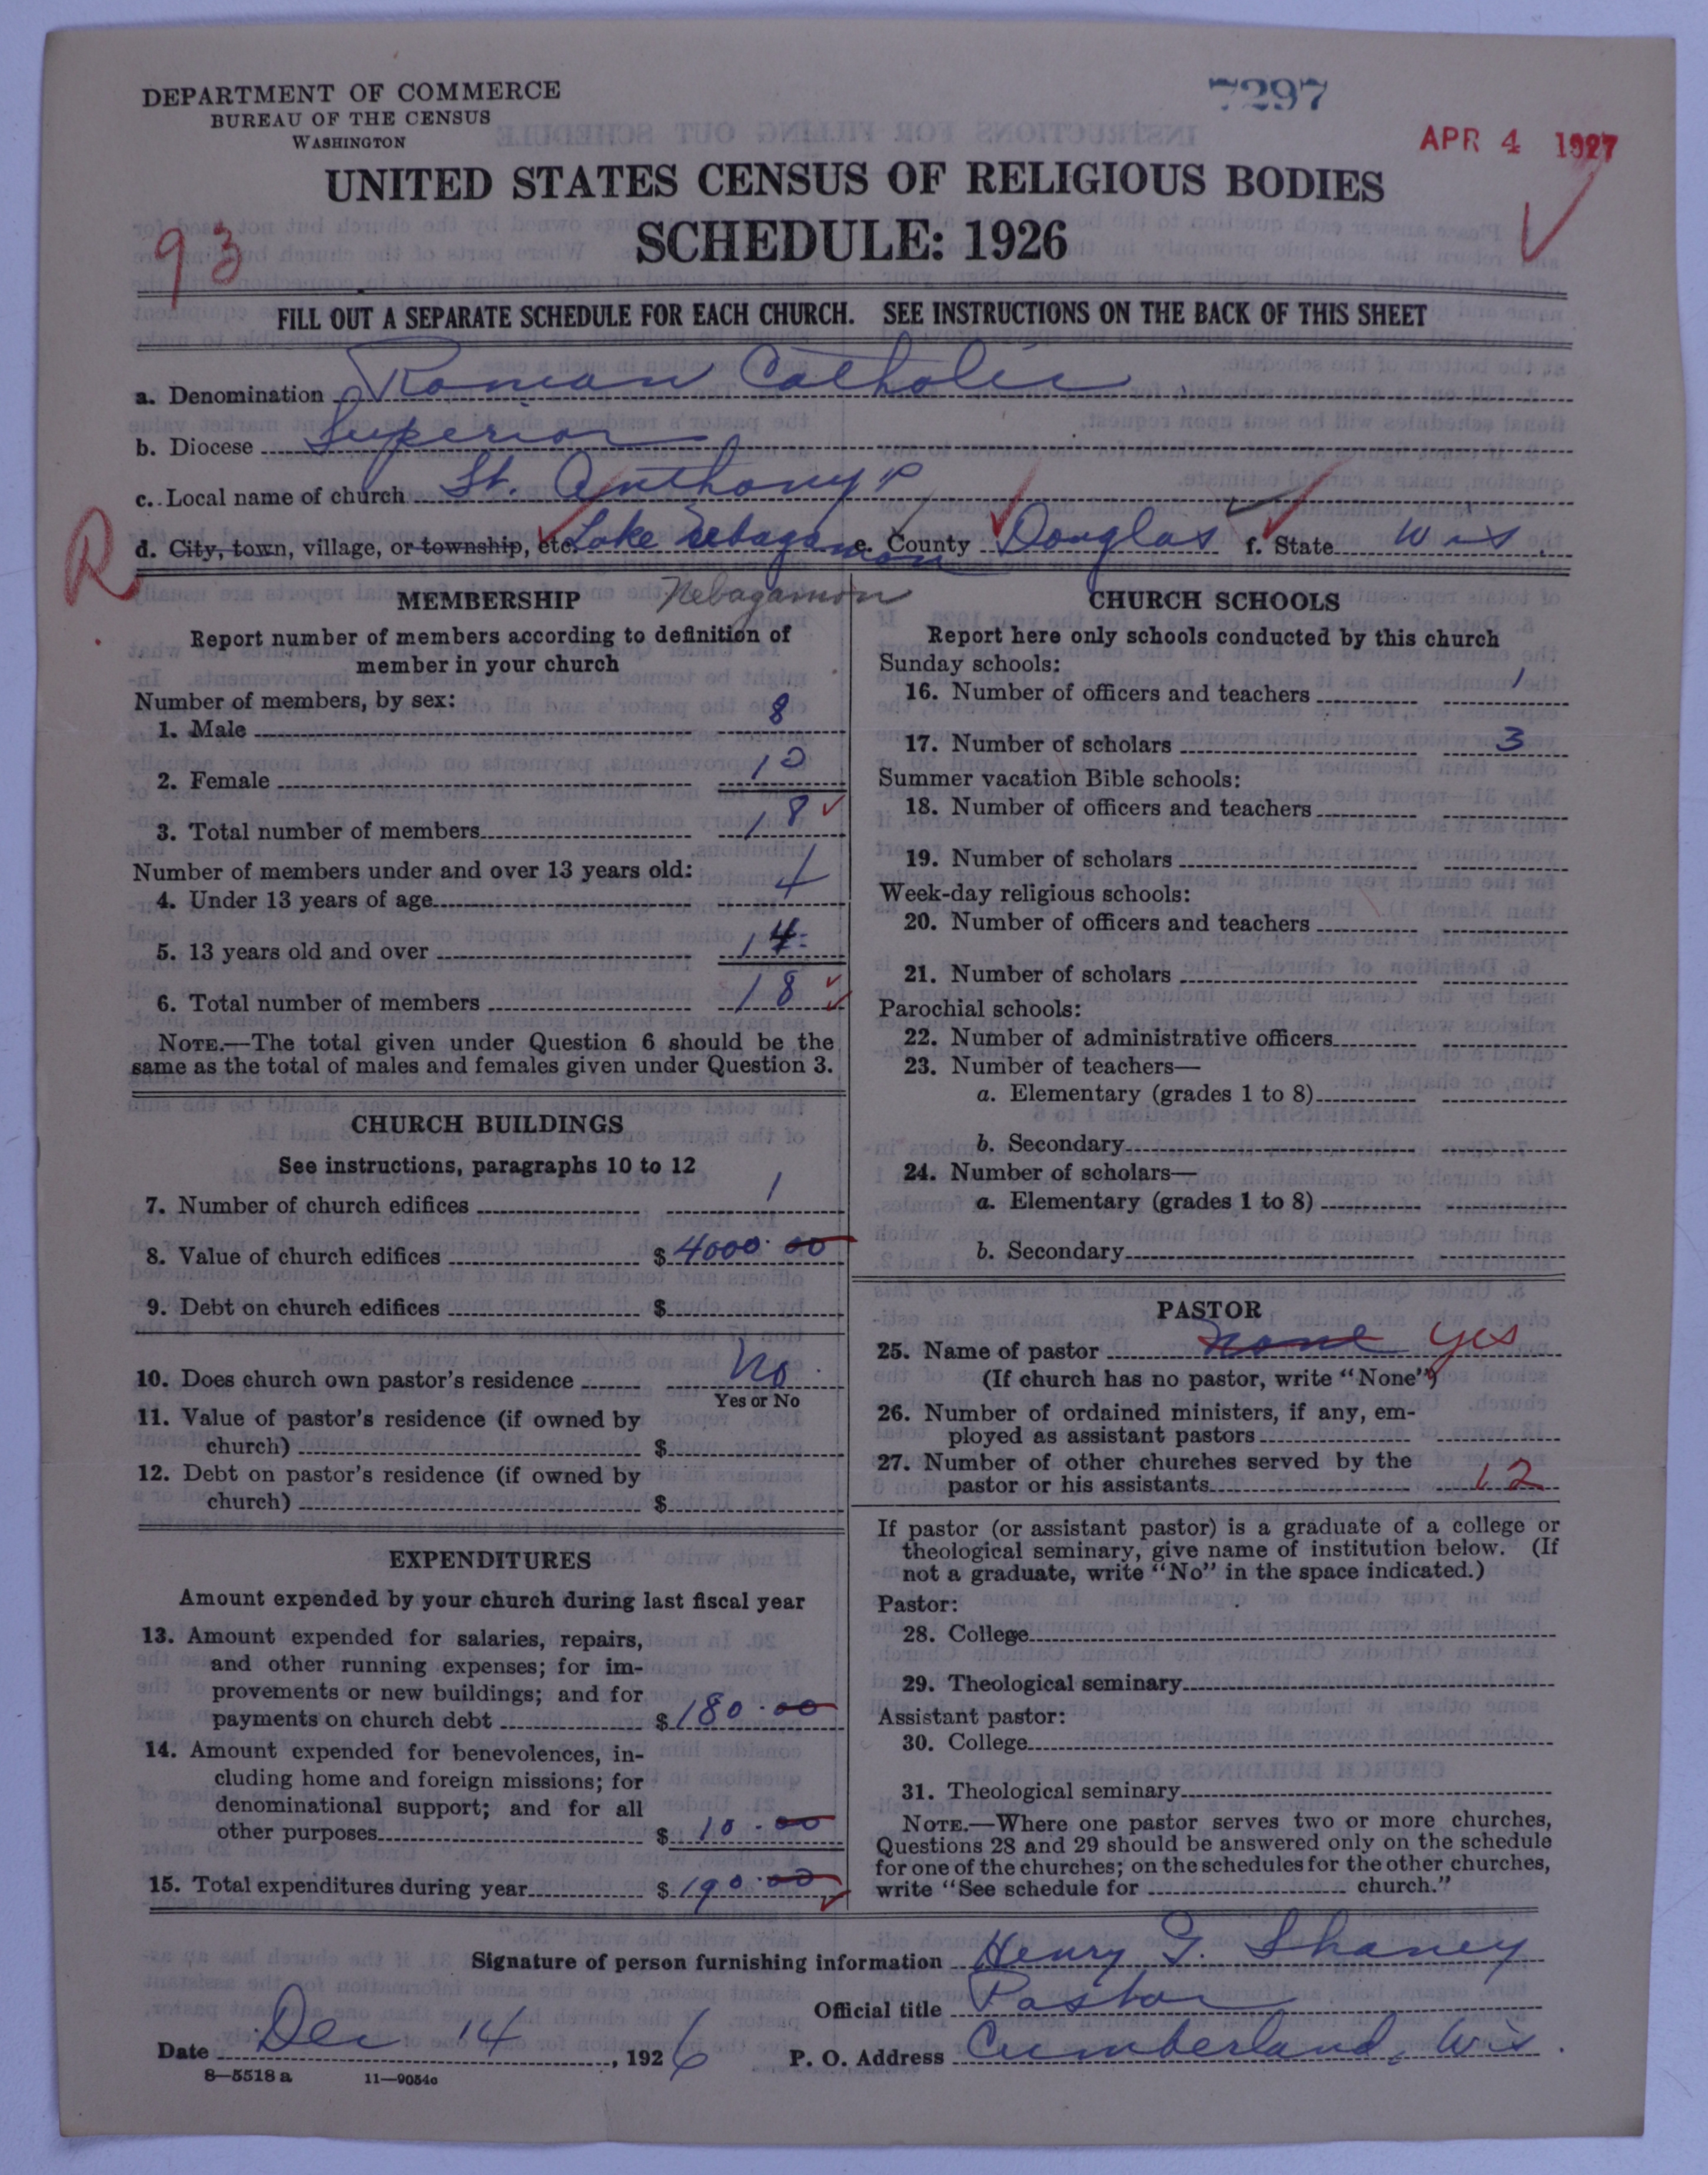 DEPARTMENT OF COMMERCE
BUREAU OF THE CENSUS
WASHINGTON
7297
APR 4 1927
UNITED STATES CENSUS OF RELIGIOUS BODIES
SCHEDULE: 1926
93
FILL OUT A SEPARATE SCHEDULE FOR EACH CHURCH. SEE INSTRUCTIONS ON THE BACK OF THIS SHEET
a. Denomination Roman Catholic
b. Diocese Superior
c. Local name of church St. Anthony P
R
d. City, town, village, or township, etc. Lake Nebagamon e. County Douglas f. State Wis.
Nebagamon
MEMBERSHIP
Report number of members according to definition of
member in your church
Number of members, by sex:
1. Male 8
2. Female 10
3. Total number of members 18
Number of members under and over 13 years old:
4. Under 13 years of age 4
5. 13 years old and over 14
6. Total number of members 18
NOTE.—The total given under Question 6 should be the
same as the total of males and females given under Question 3.
CHURCH BUILDINGS
See instructions, paragraphs 10 to 12
7. Number of church edifices 1
8. Value of church edifices $ 4000.00
9. Debt on church edifices $
10. Does church own pastor's residence No
Yes or No
11. Value of pastor's residence (if owned by
church) $
12. Debt on pastor's residence (if owned by
church) $
EXPENDITURES
Amount expended by your church during last fiscal year
13. Amount expended for salaries, repairs,
and other running expenses; for im-
provements or new buildings; and for
payments on church debt $ 180.00
14. Amount expended for benevolences, in-
cluding home and foreign missions; for
denominational support; and for all
other purposes $ 10.00
15. Total expenditures during year $ 190.00
CHURCH SCHOOLS
Report here only schools conducted by this church
Sunday schools:
16. Number of officers and teachers 1
17. Number of scholars 3
Summer vacation Bible schools:
18. Number of officers and teachers
19. Number of scholars
Week-day religious schools:
20. Number of officers and teachers
21. Number of scholars
Parochial schools:
22. Number of administrative officers
23. Number of teachers—
a. Elementary (grades 1 to 8)
b. Secondary
24. Number of scholars—
a. Elementary (grades 1 to 8)
b. Secondary
PASTOR
25. Name of pastor none yes
(If church has no pastor, write "None")
26. Number of ordained ministers, if any, em-
ployed as assistant pastors
27. Number of other churches served by the
pastor or his assistants 12
If pastor (or assistant pastor) is a graduate of a college or
theological seminary, give name of institution below. (If
not a graduate, write "No" in the space indicated.)
Pastor:
28. College
29. Theological seminary
Assistant pastor:
30. College
31. Theological seminary
NOTE.—Where one pastor serves two or more churches,
Questions 28 and 29 should be answered only on the schedule
for one of the churches; on the schedules for the other churches,
write "See schedule for church."
Signature of person furnishing information Henry G. Shaney
Official title Pastor
Date Dec 14, 1926 P. O. Address Cumberland, Wis.
8—5518 a 11—9054c